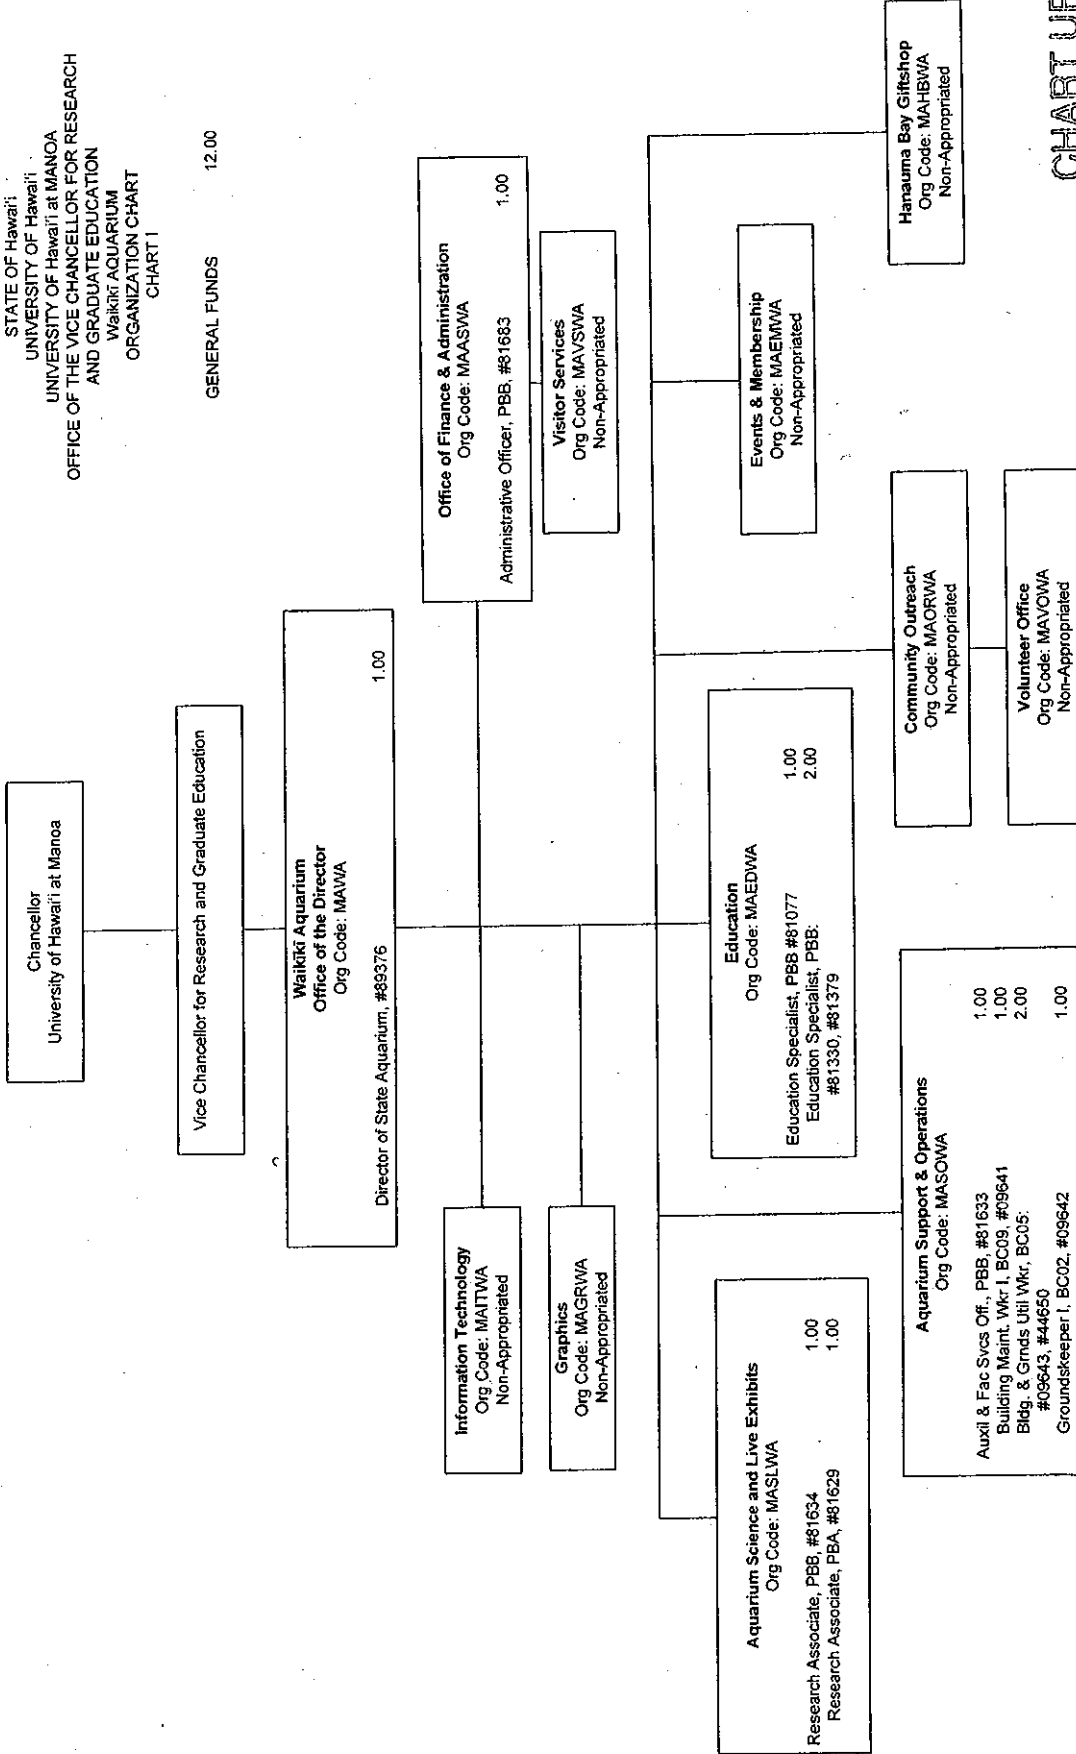 STATE OF Hawai'i
UNIVERSITY OF Hawai'i
UNIVERSITY OF Hawai'i at MANOA
OFFICE OF THE VICE CHANCELLOR FOR RESEARCH
AND GRADUATE EDUCATION
Waikiki AQUARIUM
ORGANIZATION CHART
CHART I
GENERAL FUNDS 12.00
Chancellor
University of Hawai'i at Manoa
Vice Chancellor for Research and Graduate Education
Waikiki Aquarium
Office of the Director
Org Code: MAWA
Director of State Aquarium, #89376 1.00
Information Technology
Org Code: MAITWA
Non-Appropriated
Graphics
Org Code: MAGRWA
Non-Appropriated
Office of Finance & Administration
Org Code: MAASWA
Administrative Officer, PBB, #81683 1.00
Visitor Services
Org Code: MAVSWA
Non-Appropriated
Aquarium Science and Live Exhibits
Org Code: MASLWA
Research Associate, PBB, #81634 1.00
Research Associate, PBA, #81629 1.00
Aquarium Support & Operations
Org Code: MASOWA
Auxil & Fac Svcs Off., PBB, #81633 1.00
Building Maint. Wkr I, BC09, #09641 1.00
Bldg. & Grnds Util Wkr, BC05: 2.00
#09643, #44650
Groundskeeper I, BC02, #09642 1.00
Education
Org Code: MAEDWA
Education Specialist, PBB #81077 1.00
Education Specialist, PBB: 2.00
#81330, #81379
Community Outreach
Org Code: MAORWA
Non-Appropriated
Volunteer Office
Org Code: MAVOWA
Non-Appropriated
Events & Membership
Org Code: MAEMWA
Non-Appropriated
Hanauma Bay Giftshop
Org Code: MAHBWA
Non-Appropriated
CHART